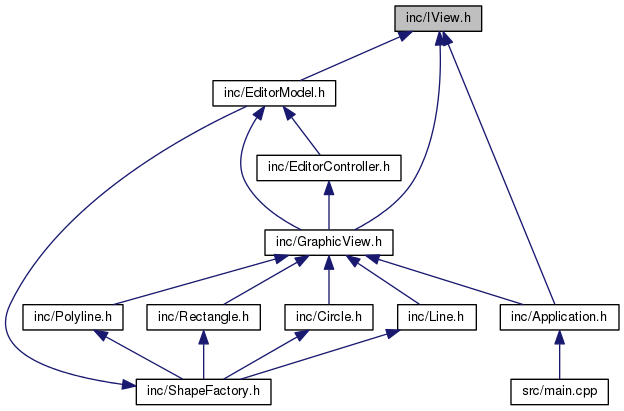 inc/IView.h
inc/EditorModel.h
inc/EditorController.h
inc/GraphicView.h
inc/Polyline.h
inc/Rectangle.h
inc/Circle.h
inc/Line.h
inc/Application.h
inc/ShapeFactory.h
src/main.cpp